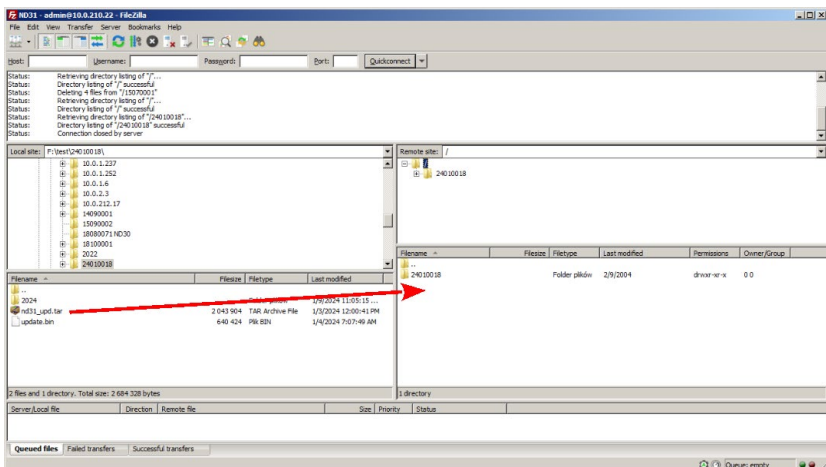 ND31 - admin@10.0.210.22 - FileZilla
File Edit View Transfer Server Bookmarks Help
Host: Username: Password: Port: Quickconnect
Status: Retrieving directory listing of "/"...
Status: Directory listing of "/" successful
Status: Deleting 4 files from "/15070001"
Status: Retrieving directory listing of "/"...
Status: Directory listing of "/" successful
Status: Retrieving directory listing of "/24010018"...
Status: Directory listing of "/24010018" successful
Status: Connection closed by server
Local site: F:\test\24010018\
10.0.1.237
10.0.1.252
10.0.1.6
10.0.2.3
10.0.212.17
14090001
15090002
18080071 ND30
18100001
2022
24010018
Remote site: /
/
24010018
Filename Filesize Filetype Last modified
..
2024 Folder plików 1/9/2024 11:05:15 ...
nd31_upd.tar 2 043 904 TAR Archive File 1/3/2024 12:00:41 PM
update.bin 640 424 Plik BIN 1/4/2024 7:07:49 AM
2 files and 1 directory. Total size: 2 684 328 bytes
Filename Filesize Filetype Last modified Permissions Owner/Group
..
24010018 Folder plików 2/9/2004 drwxr-xr-x 0 0
1 directory
Server/Local file Direction Remote file Size Priority Status
Queued files Failed transfers Successful transfers
Queue: empty